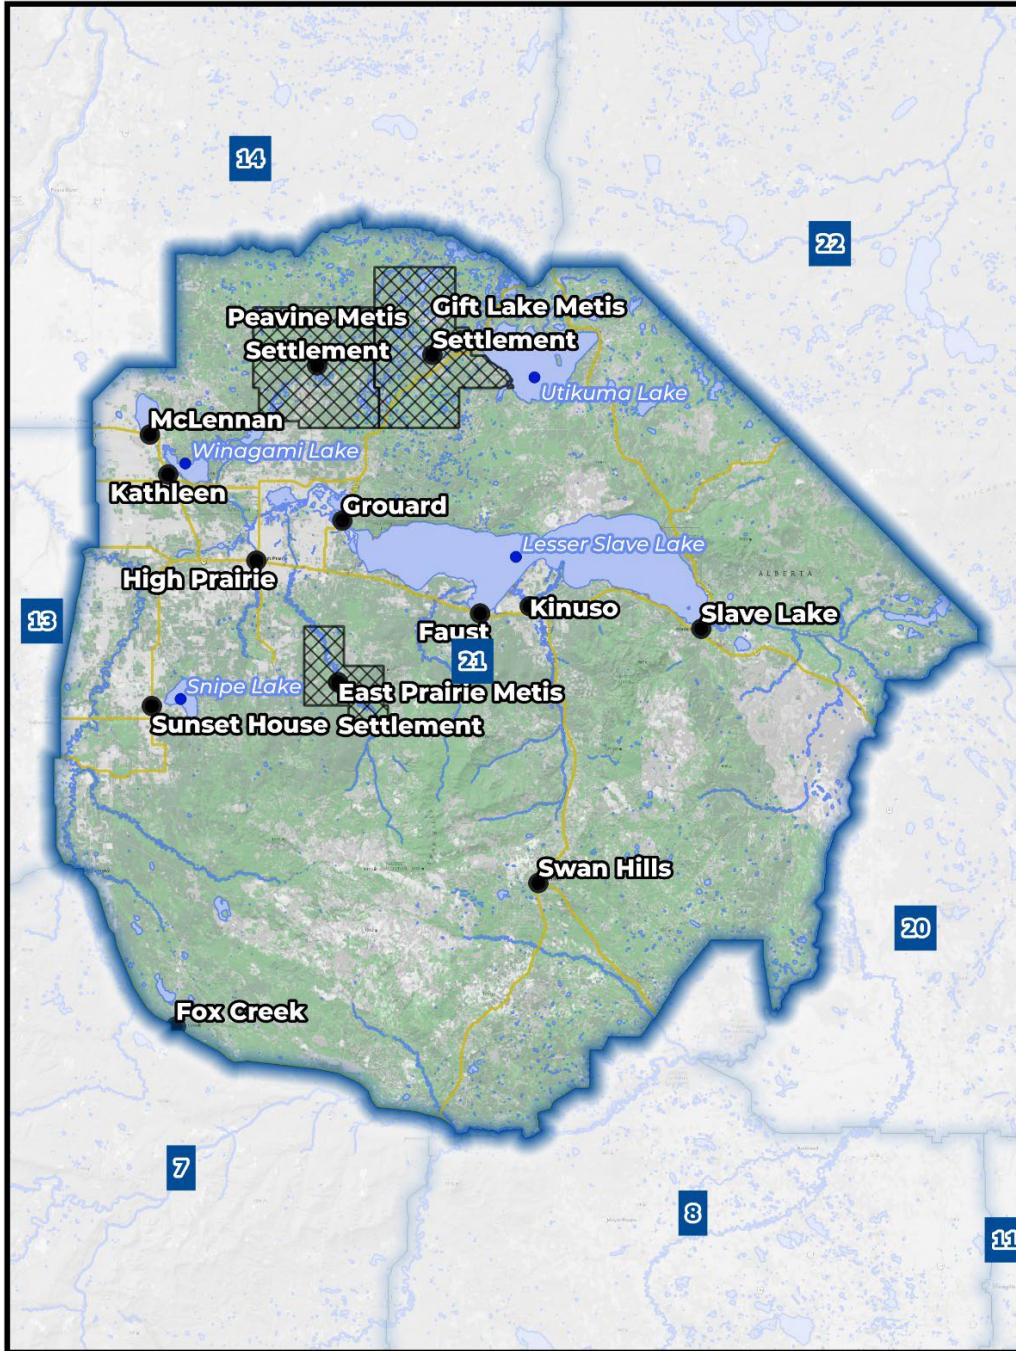 14
22
Gift Lake Metis
Settlement
Peavine Metis
Settlement
Utikuma Lake
McLennan
Winagami Lake
Kathleen
Grouard
Lesser Slave Lake
High Prairie
ALBERTA
13
Kinuso
Slave Lake
Faust
21
Snipe Lake
East Prairie Metis
Settlement
Sunset House
Swan Hills
20
Fox Creek
7
8
11